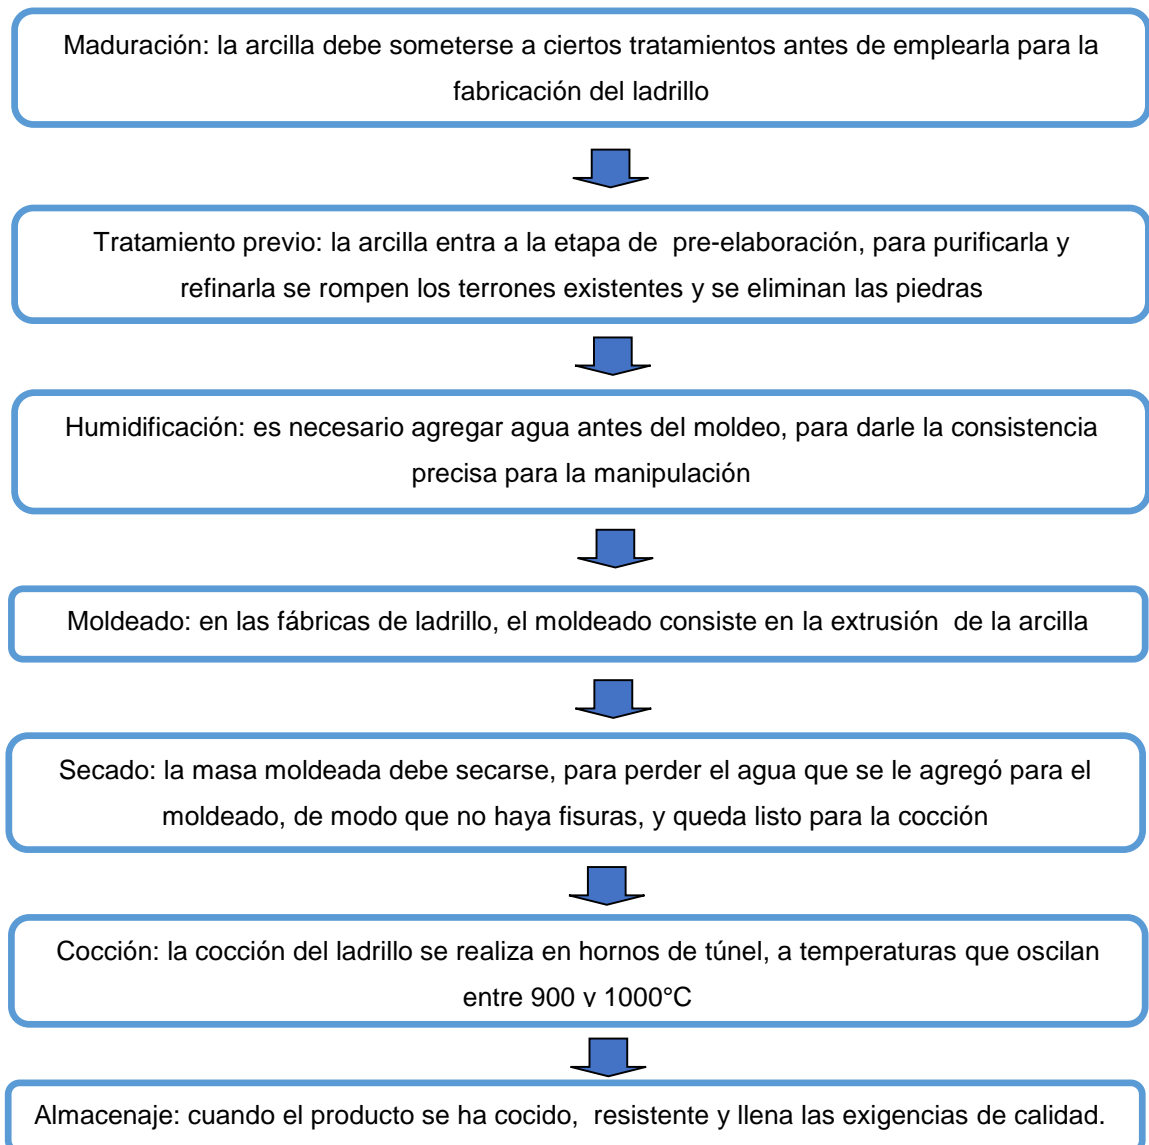 Maduración: la arcilla debe someterse a ciertos tratamientos antes de emplearla para la
fabricación del ladrillo
Tratamiento previo: la arcilla entra a la etapa de  pre-elaboración, para purificarla y
refinarla se rompen los terrones existentes y se eliminan las piedras
Humidificación: es necesario agregar agua antes del moldeo, para darle la consistencia
precisa para la manipulación
Moldeado: en las fábricas de ladrillo, el moldeado consiste en la extrusión  de la arcilla
Secado: la masa moldeada debe secarse, para perder el agua que se le agregó para el
moldeado, de modo que no haya fisuras, y queda listo para la cocción
Cocción: la cocción del ladrillo se realiza en hornos de túnel, a temperaturas que oscilan
entre 900 y 1000°C
Almacenaje: cuando el producto se ha cocido,  resistente y llena las exigencias de calidad.